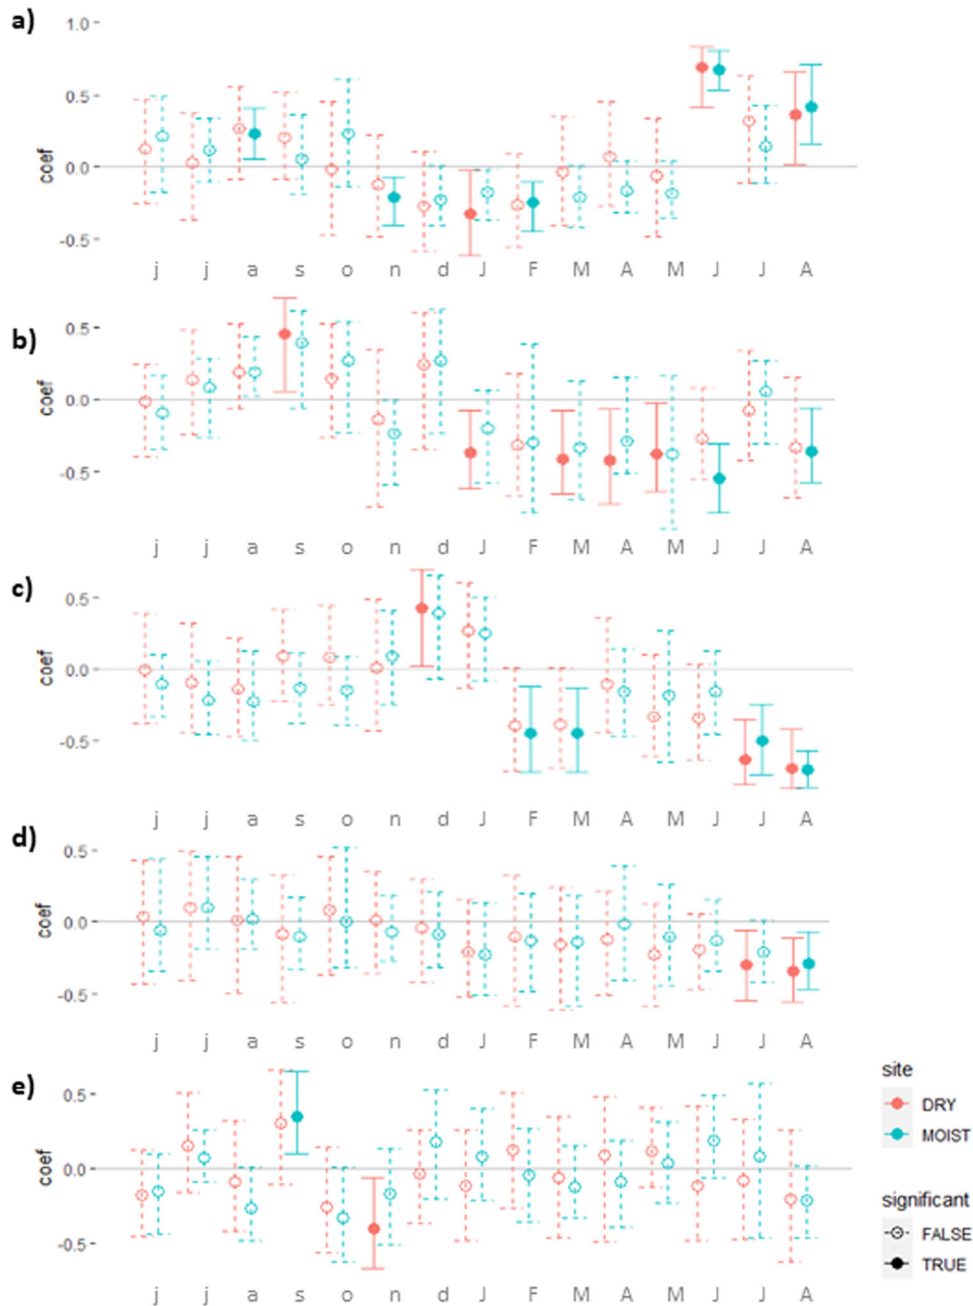 a)
1.0
0.5
0.0
-0.5
coef
j j a s o n d J F M A M J J A
b)
0.5
0.0
-0.5
coef
j j a s o n d J F M A M J J A
c)
0.5
0.0
-0.5
coef
j j a s o n d J F M A M J J A
d)
0.5
0.0
-0.5
coef
j j a s o n d J F M A M J J A
e)
0.5
0.0
-0.5
coef
j j a s o n d J F M A M J J A
site
DRY
MOIST
significant
FALSE
TRUE